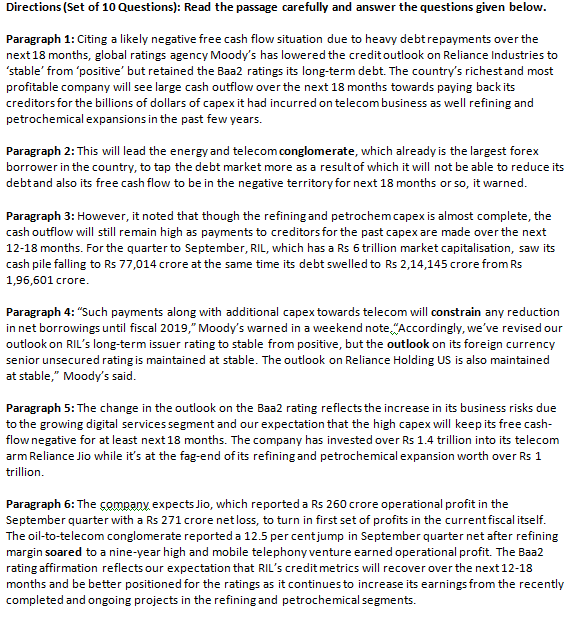 Directions (Set of 10 Questions): Read the passage carefully and answer the questions given below.
Paragraph 1: Citing a likely negative free cash flow situation due to heavy debt repayments over the
next 18 months, global ratings agency Moody's has lowered the credit outlook on Reliance Industries to
'stable' from 'positive' but retained the Baa2 ratings its long-term debt. The country's richest and most
profitable company will see large cash outflow over the next 18 months towards paying back its
creditors for the billions of dollars of capex it had incurred on telecom business as well refining and
petrochemical expansions in the past few years.
Paragraph 2: This will lead the energy and telecom conglomerate, which already is the largest forex
borrower in the country, to tap the debt market more as a result of which it will not be able to reduce its
debt and also its free cash flow to be in the negative territory for next 18 months or so, it warned.
Paragraph 3: However, it noted that though the refining and petrochem capex is almost complete, the
cash outflow will still remain high as payments to creditors for the past capex are made over the next
12-18 months. For the quarter to September, RIL, which has a Rs 6 trillion market capitalisation, saw its
cash pile falling to Rs 77,014 crore at the same time its debt swelled to Rs 2,14,145 crore from Rs
1,96,601 crore.
Paragraph 4: "Such payments along with additional capex towards telecom will constrain any reduction
in net borrowings until fiscal 2019," Moody's warned in a weekend note."Accordingly, we've revised our
outlook on RIL's long-term issuer rating to stable from positive, but the outlook on its foreign currency
senior unsecured rating is maintained at stable. The outlook on Reliance Holding US is also maintained
at stable," Moody's said.
Paragraph 5: The change in the outlook on the Baa2 rating reflects the increase in its business risks due
to the growing digital services segment and our expectation that the high capex will keep its free cash-
flow negative for at least next 18 months. The company has invested over Rs 1.4 trillion into its telecom
arm Reliance Jio while it's at the fag-end of its refining and petrochemical expansion worth over Rs 1
trillion.
Paragraph 6: The company expects Jio, which reported a Rs 260 crore operational profit in the
September quarter with a Rs 271 crore net loss, to turn in first set of profits in the current fiscal itself.
The oil-to-telecom conglomerate reported a 12.5 per cent jump in September quarter net after refining
margin soared to a nine-year high and mobile telephony venture earned operational profit. The Baa2
rating affirmation reflects our expectation that RIL's credit metrics will recover over the next 12-18
months and be better positioned for the ratings as it continues to increase its earnings from the recently
completed and ongoing projects in the refining and petrochemical segments.